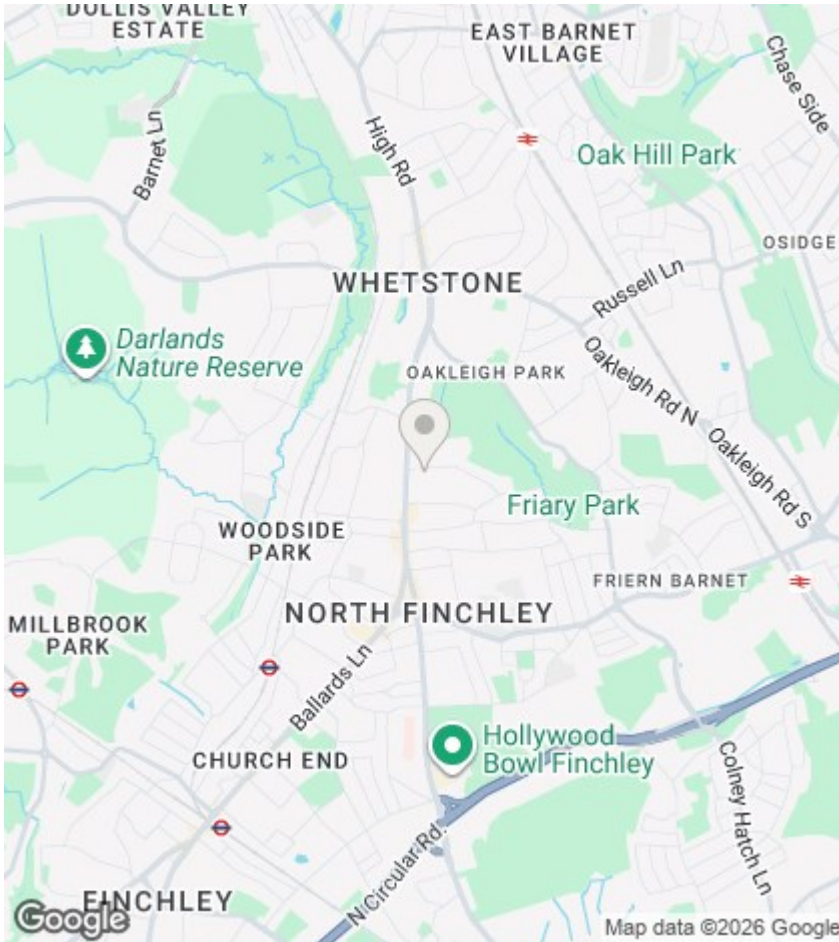 DOLLIS VALLEY
ESTATE
EAST BARNET
VILLAGE
Chase Side
Barnet Ln
High Rd
Oak Hill Park
OSIDGE
WHETSTONE
Russell Ln
Darlands
Nature Reserve
OAKLEIGH PARK
Oakleigh Rd N
Oakleigh Rd S
Friary Park
WOODSIDE
PARK
FRIERN BARNET
NORTH FINCHLEY
MILLBROOK
PARK
Ballards Ln
Hollywood
Bowl Finchley
CHURCH END
Colney Hatch Ln
N Circular Rd
FINCHLEY
Google
Map data ©2026 Google